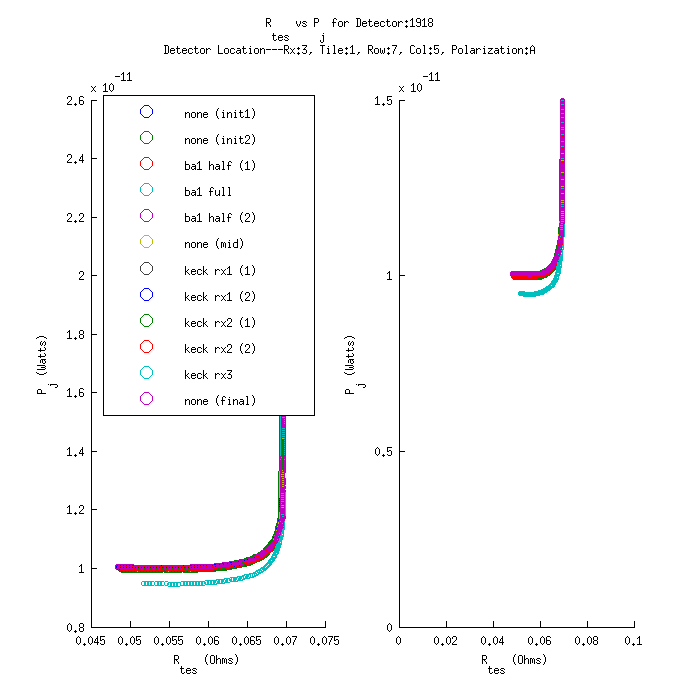 R    vs P  for Detector:1918
tes    j
Detector Location---Rx:3, Tile:1, Row:7, Col:5, Polarization:A
x 10^-11
2.6
2.4
2.2
2
1.8
1.6
1.4
1.2
1
0.8
P_j (Watts)
none (init1)
none (init2)
ba1 half (1)
ba1 full
ba1 half (2)
none (mid)
keck rx1 (1)
keck rx1 (2)
keck rx2 (1)
keck rx2 (2)
keck rx3
none (final)
0.045 0.05 0.055 0.06 0.065 0.07 0.075
R_tes (Ohms)
x 10^-11
1.5
1
0.5
0
P_j (Watts)
0 0.02 0.04 0.06 0.08 0.1
R_tes (Ohms)